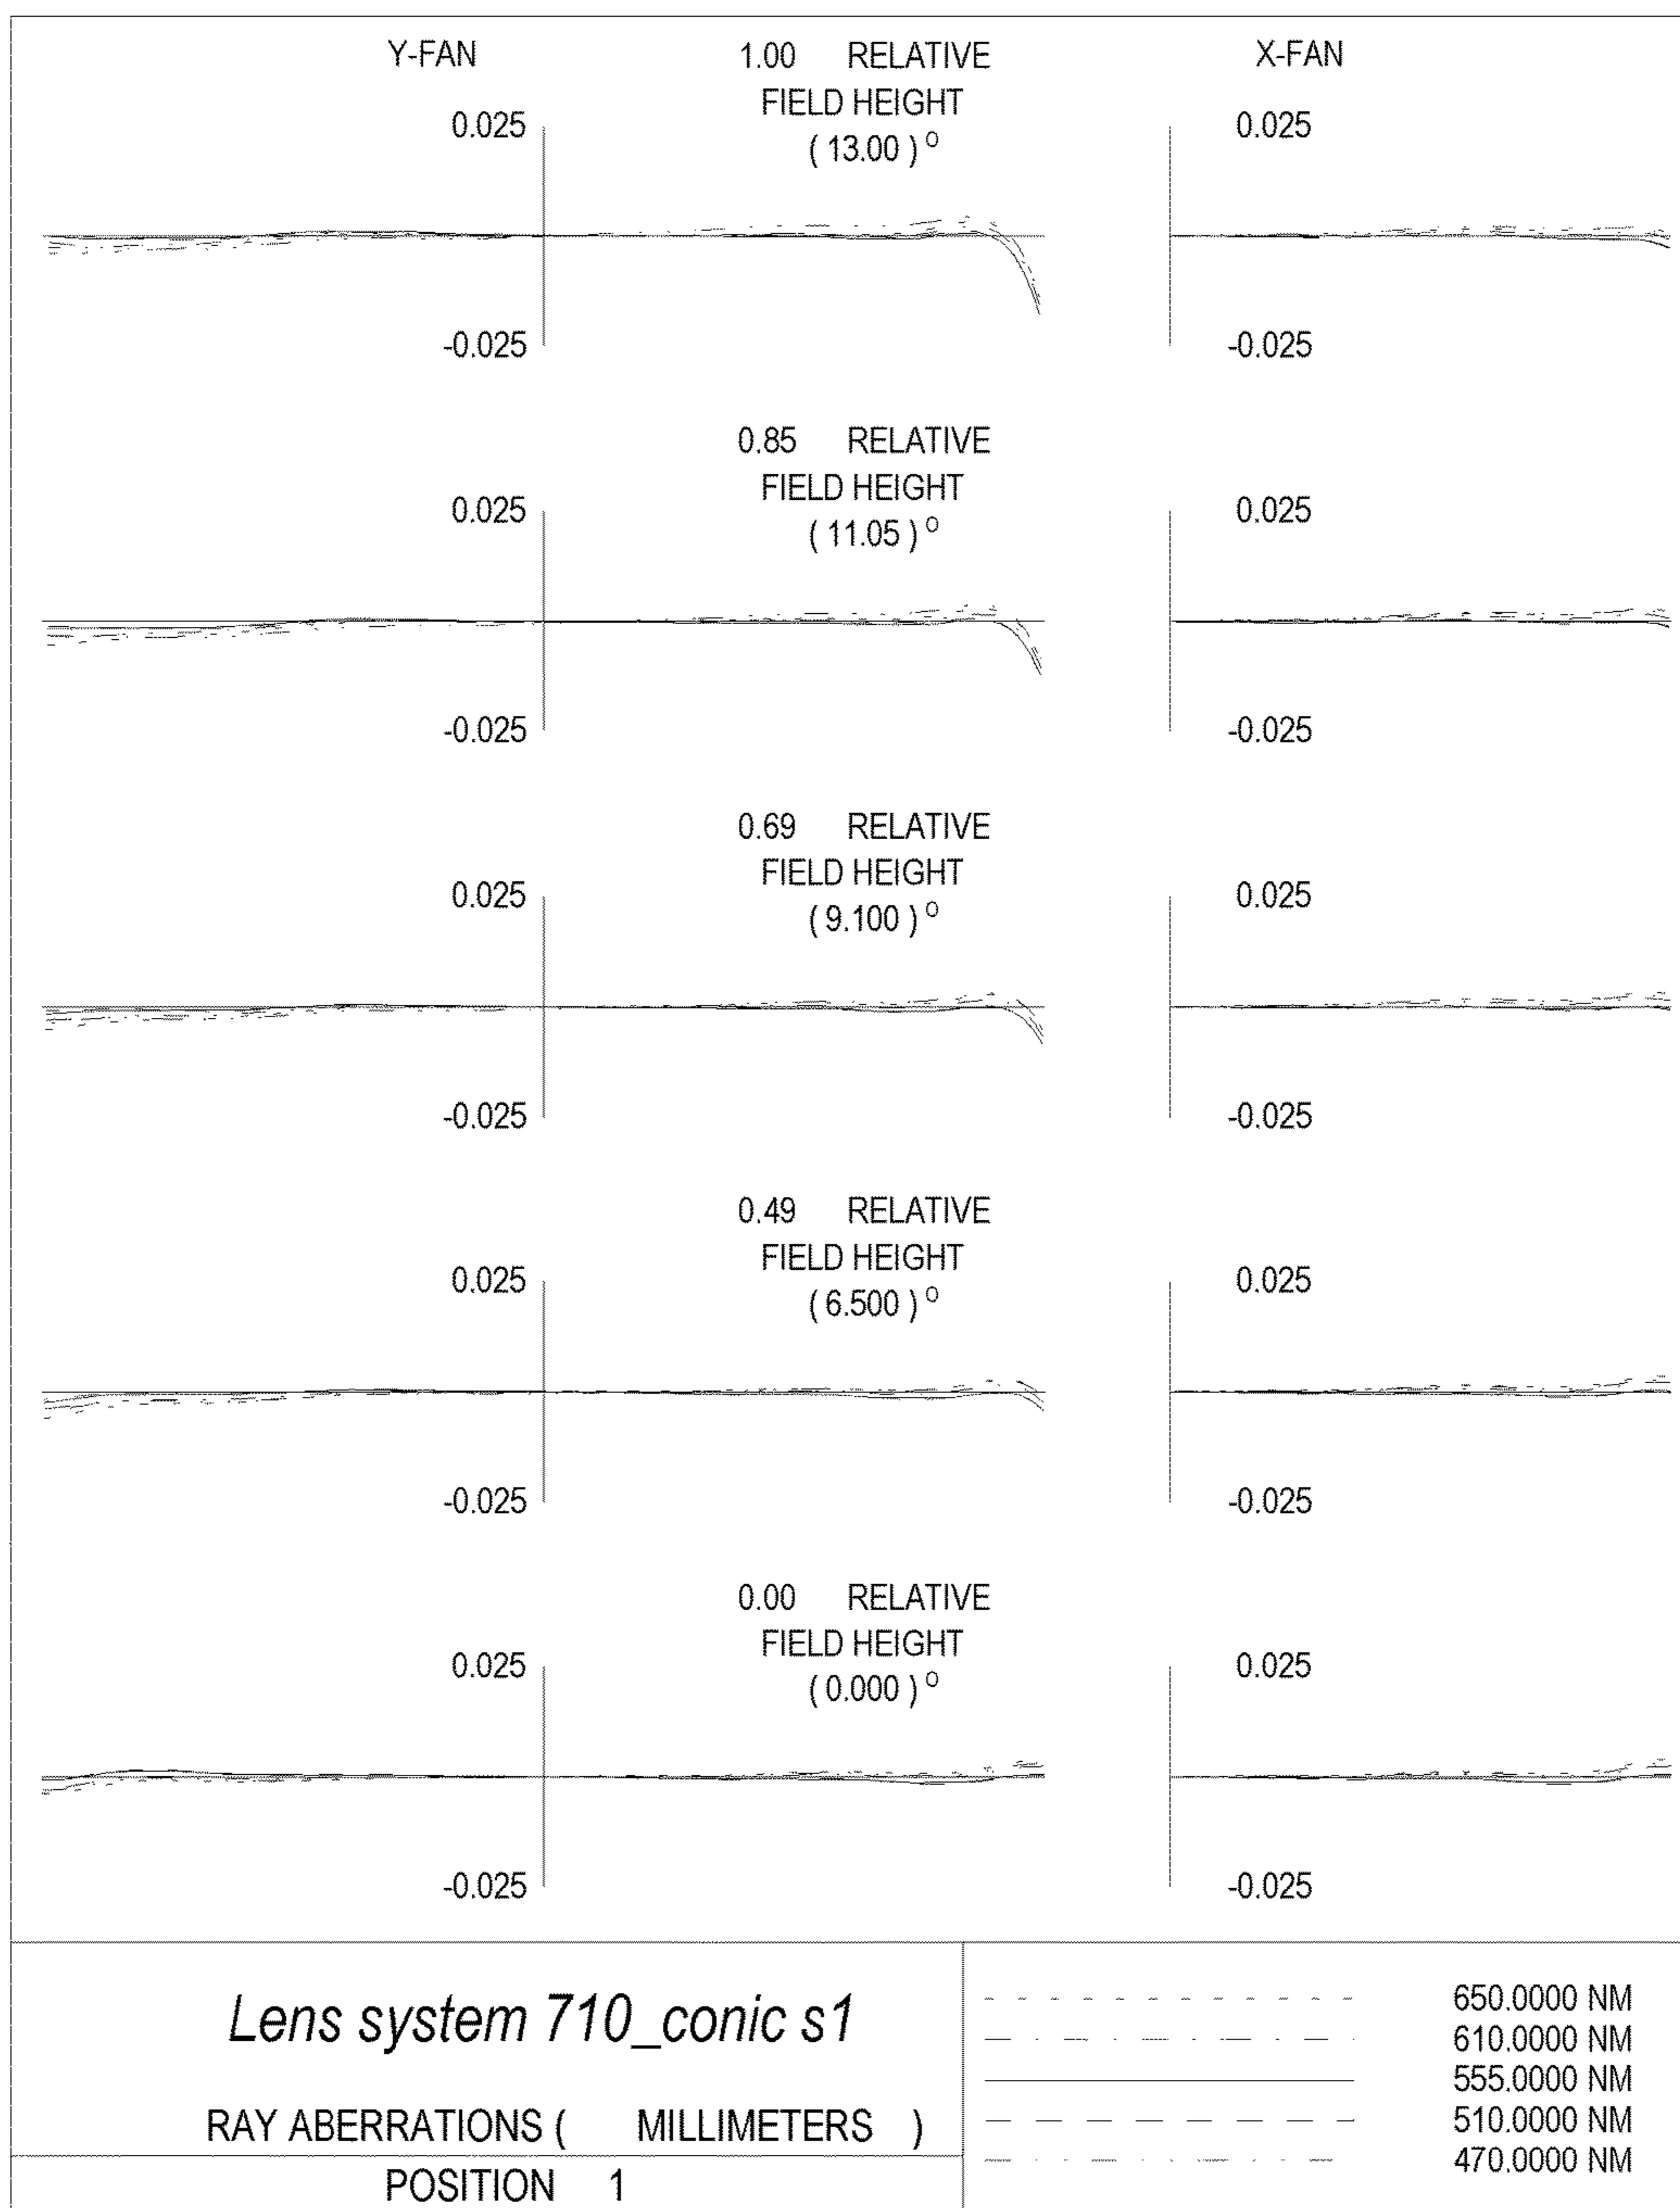 Y-FAN 1.00 RELATIVE X-FAN
FIELD HEIGHT
0.025 ( 13.00 ) O 0.025
-0.025 -0.025
0.85 RELATIVE
FIELD HEIGHT
0.025 ( 11.05 ) O 0.025
-0.025 -0.025
0.69 RELATIVE
FIELD HEIGHT
0.025 ( 9.100 ) O 0.025
-0.025 -0.025
0.49 RELATIVE
FIELD HEIGHT
0.025 ( 6.500 ) O 0.025
-0.025 -0.025
0.00 RELATIVE
FIELD HEIGHT
0.025 ( 0.000 ) O 0.025
-0.025 -0.025
Lens system 710_conic s1
RAY ABERRATIONS ( MILLIMETERS )
POSITION 1
650.0000 NM
610.0000 NM
555.0000 NM
510.0000 NM
470.0000 NM